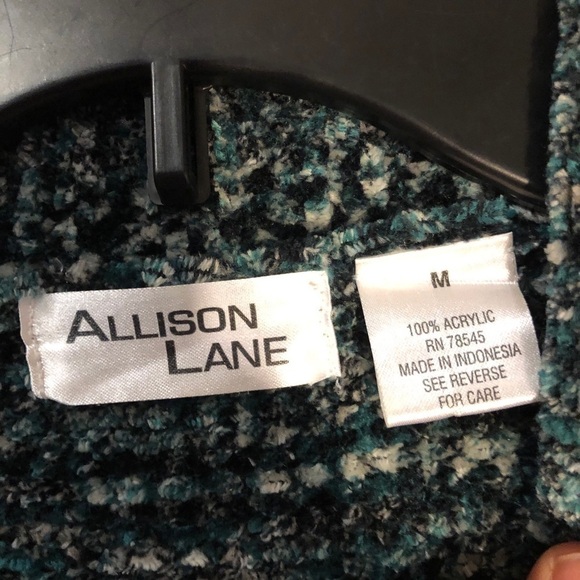 ALLISON
LANE
M
100% ACRYLIC
RN 78545
MADE IN INDONESIA
SEE REVERSE
FOR CARE